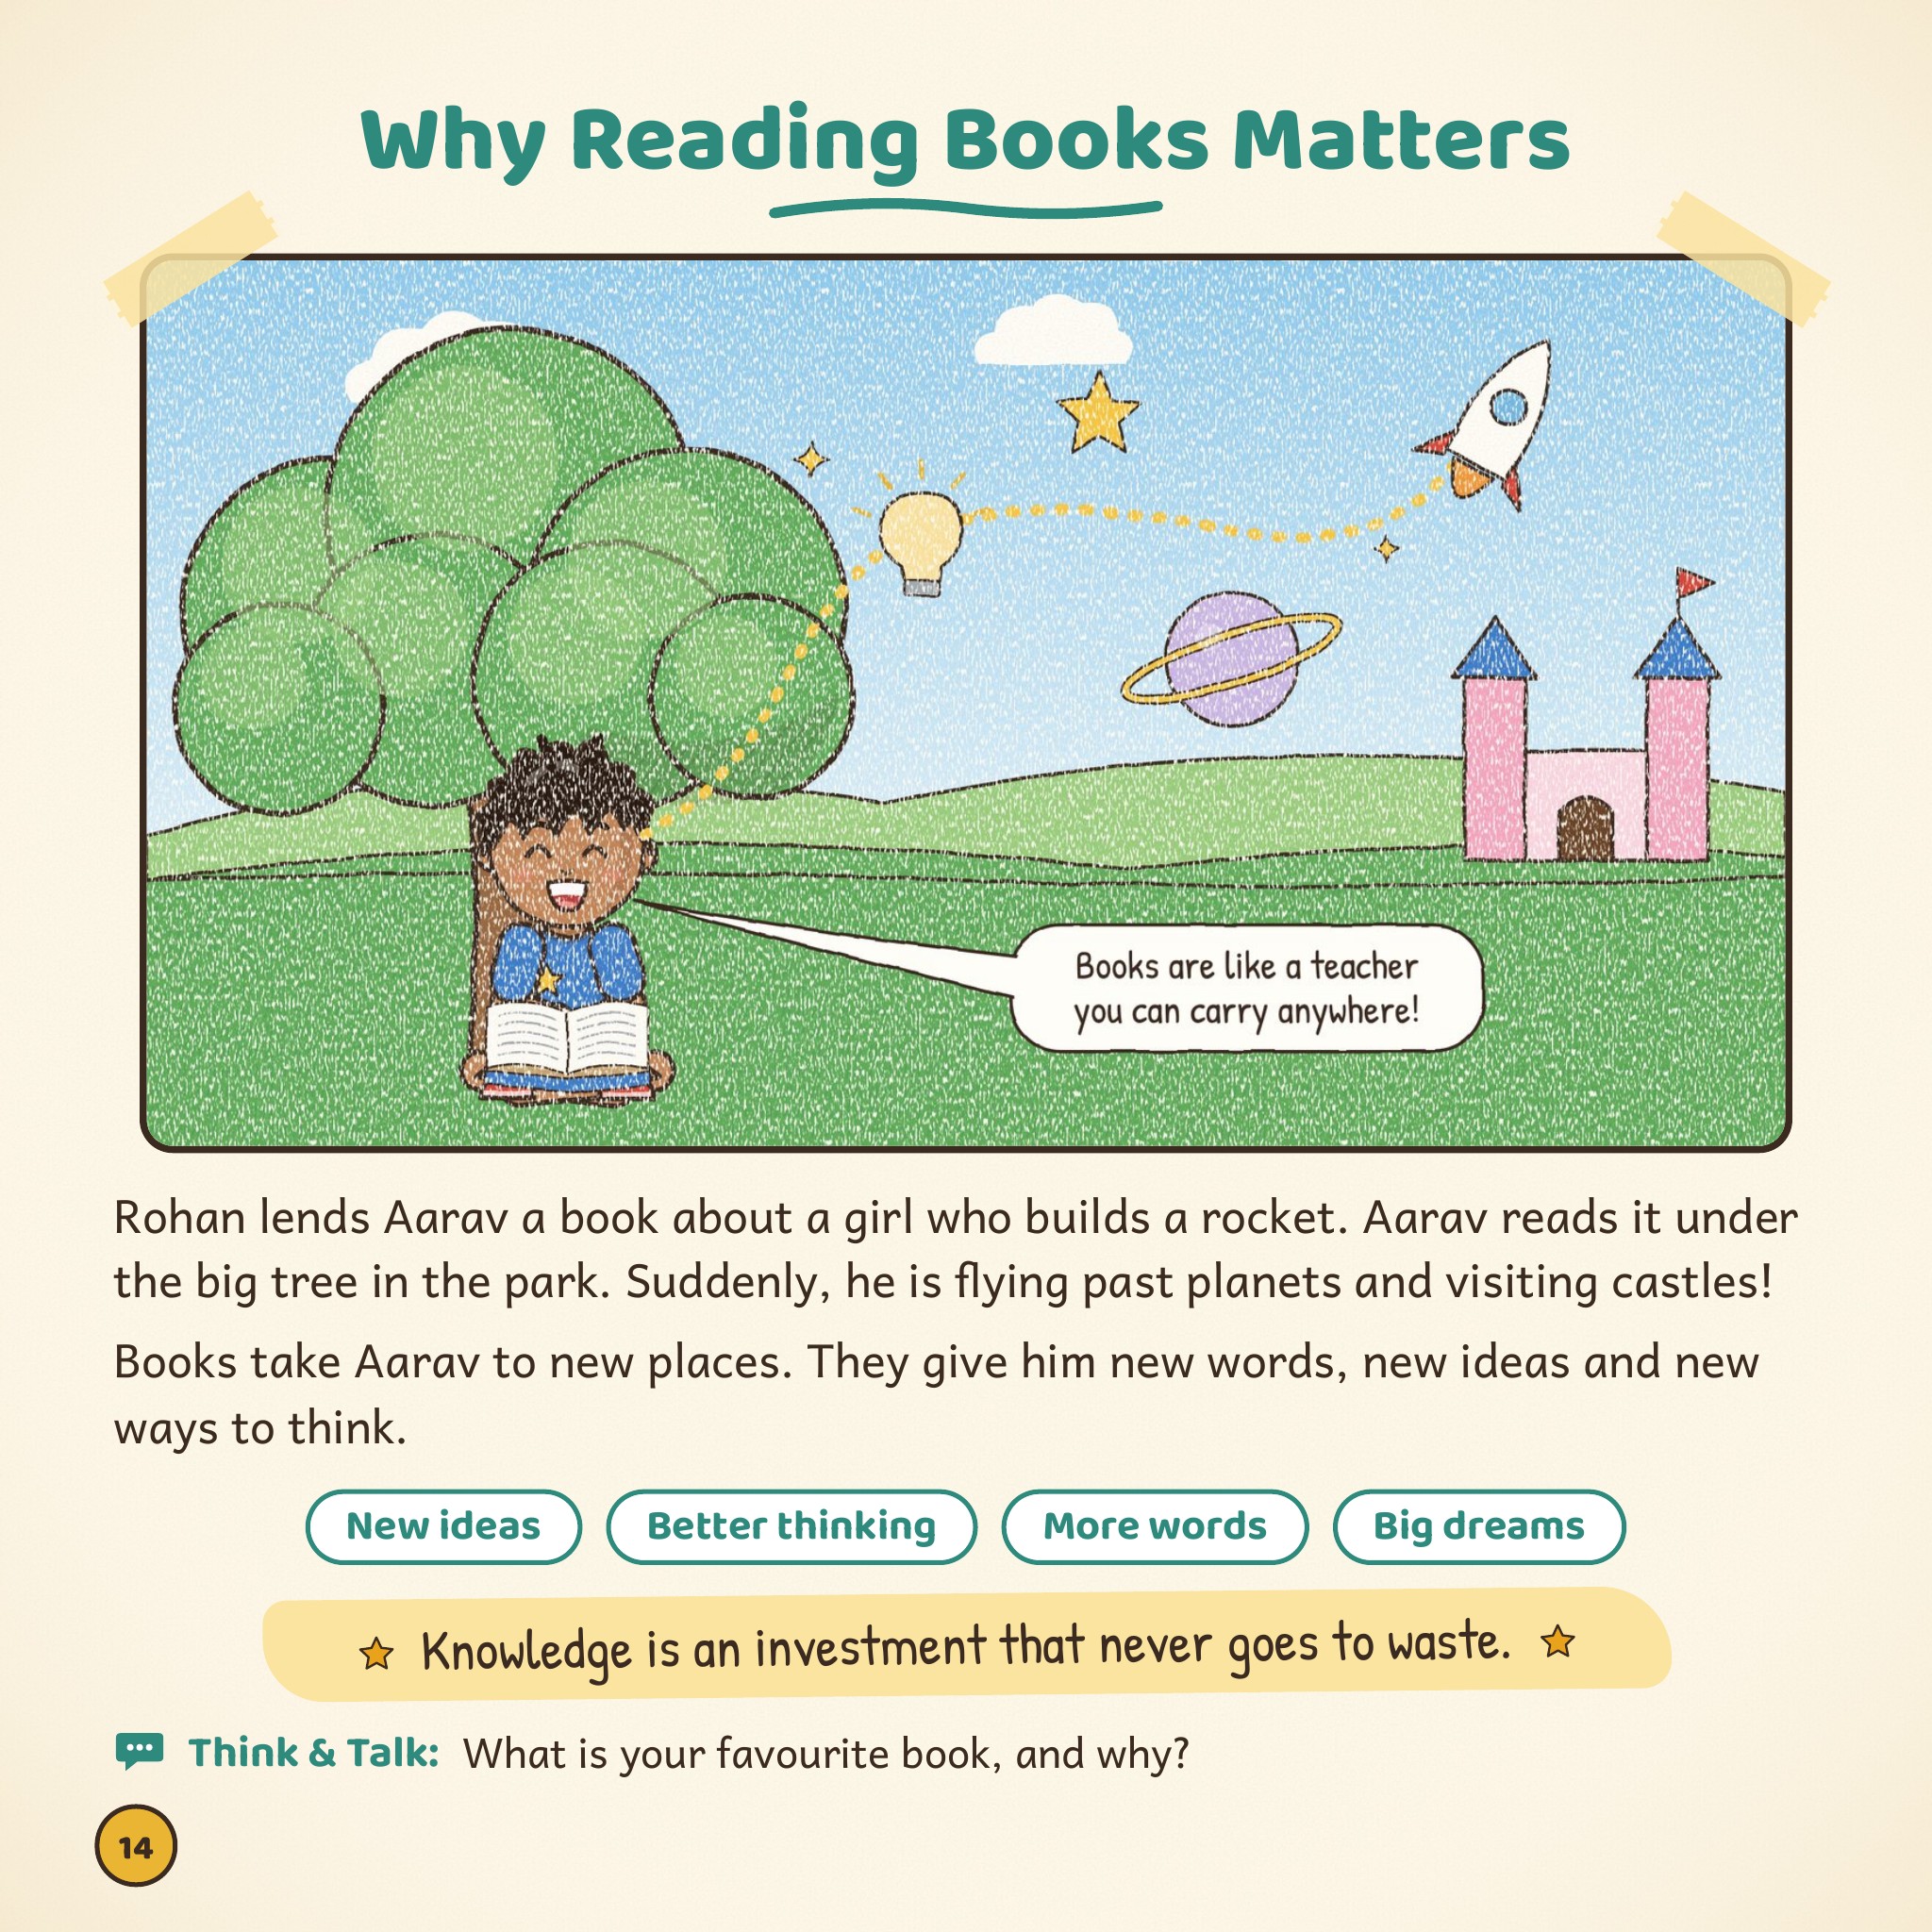 Why Reading Books Matters
Books are like a teacher
you can carry anywhere!
Rohan lends Aarav a book about a girl who builds a rocket. Aarav reads it under
the big tree in the park. Suddenly, he is flying past planets and visiting castles!
Books take Aarav to new places. They give him new words, new ideas and new
ways to think.
New ideas
Better thinking
More words
Big dreams
Knowledge is an investment that never goes to waste.
Think & Talk: What is your favourite book, and why?
14